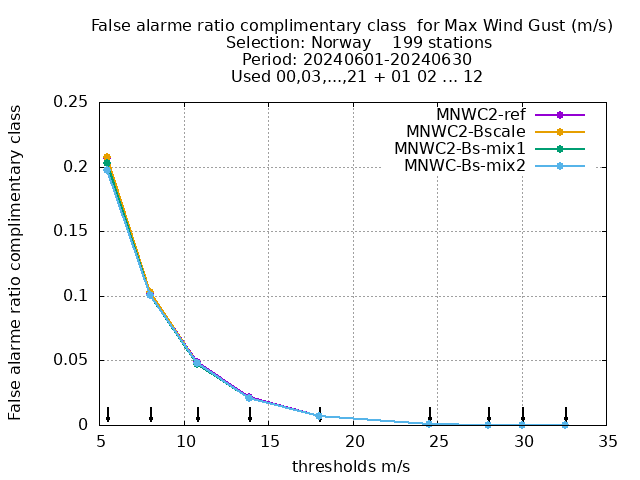 False alarme ratio complimentary class  for Max Wind Gust (m/s)
Selection: Norway    199 stations
Period: 20240601-20240630
Used 00,03,...,21 + 01 02 ... 12
False alarme ratio complimentary class
0.25
0.2
0.15
0.1
0.05
0
MNWC2-ref
MNWC2-Bscale
MNWC2-Bs-mix1
MNWC-Bs-mix2
5 10 15 20 25 30 35
thresholds m/s